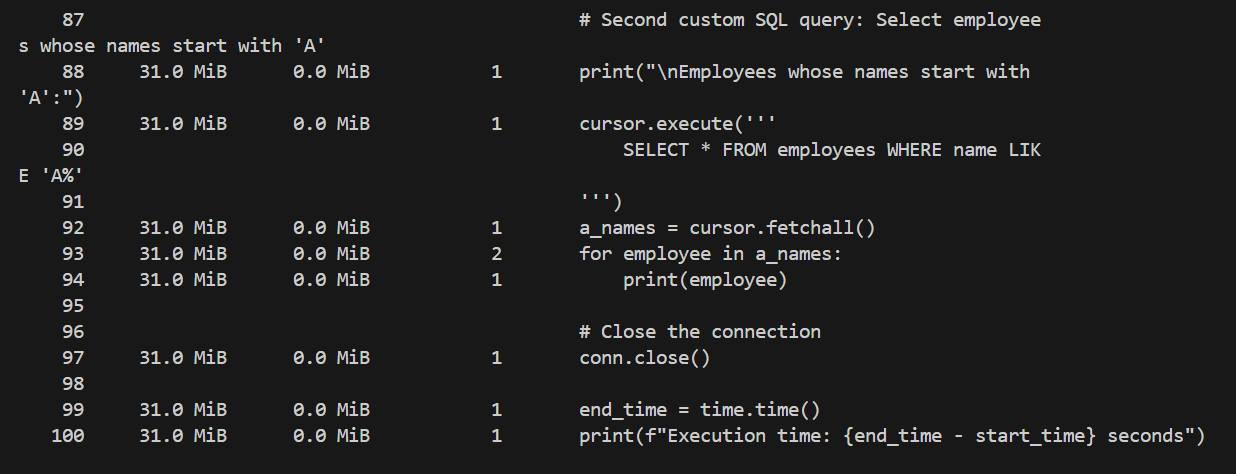 87                                             # Second custom SQL query: Select employee
s whose names start with 'A'
    88     31.0 MiB      0.0 MiB           1       print("\nEmployees whose names start with 
'A':")
    89     31.0 MiB      0.0 MiB           1       cursor.execute('''
    90                                                 SELECT * FROM employees WHERE name LIK
E 'A%'
    91                                             ''')
    92     31.0 MiB      0.0 MiB           1       a_names = cursor.fetchall()
    93     31.0 MiB      0.0 MiB           2       for employee in a_names:
    94     31.0 MiB      0.0 MiB           1           print(employee)
    95
    96                                             # Close the connection
    97     31.0 MiB      0.0 MiB           1       conn.close()
    98
    99     31.0 MiB      0.0 MiB           1       end_time = time.time()
   100     31.0 MiB      0.0 MiB           1       print(f"Execution time: {end_time - start_time} seconds")